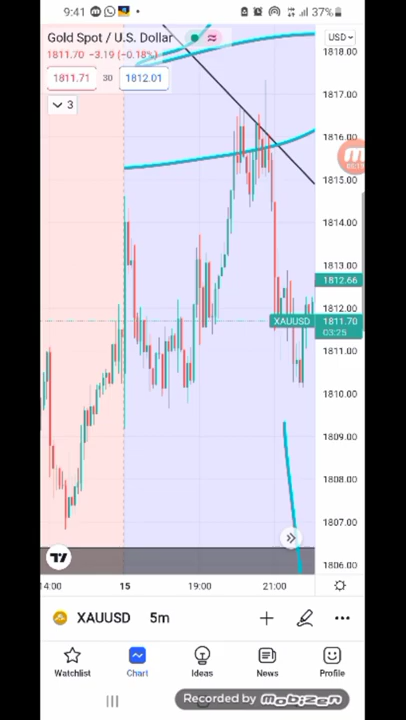 9:41
37%
Gold Spot / U.S. Dollar
1811.70 −3.19 (−0.18%)
1811.71 30 1812.01
3
USD
1818.00
1817.00
1816.00
1815.00
1814.00
1813.00
1812.66
1812.00
XAUUSD 1811.70
03:25
1811.00
1810.00
1809.00
1808.00
1807.00
1806.00
14:00 15 19:00 21:00
XAUUSD 5m
Watchlist Chart Ideas News Profile
Recorded by mobizen